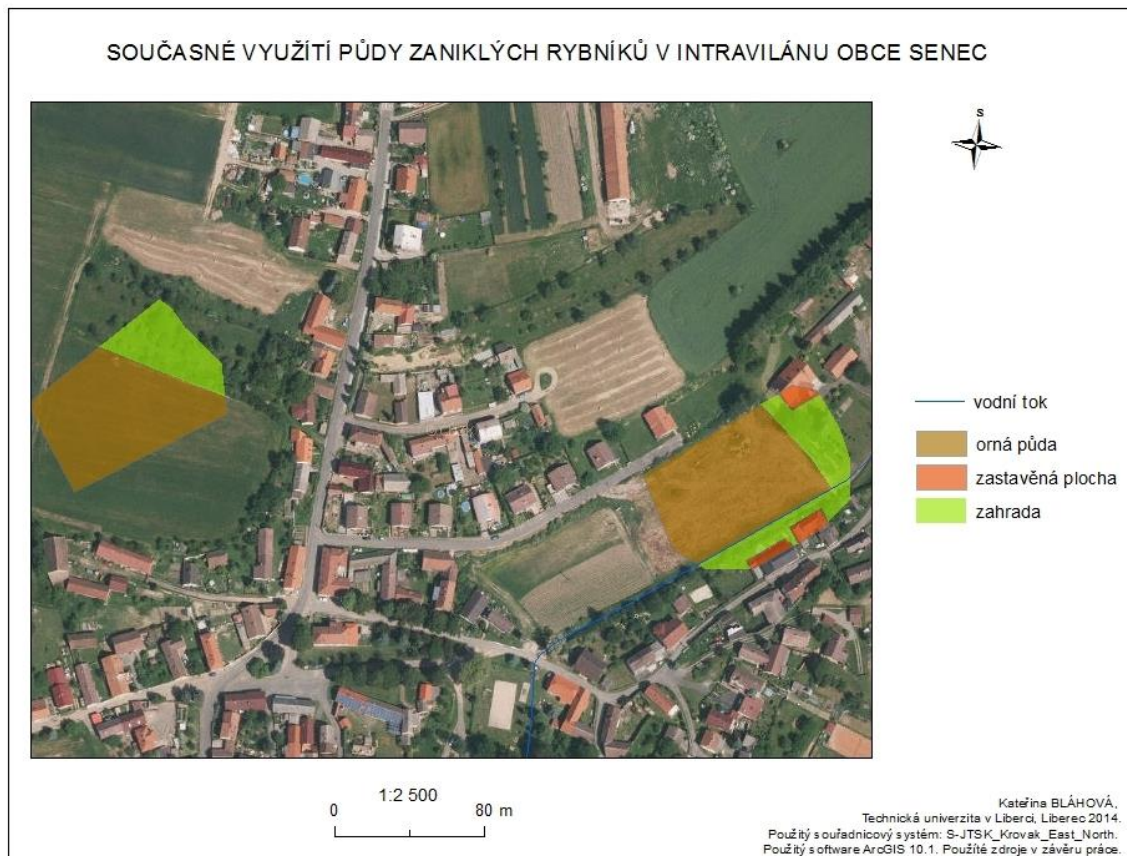 SOUČASNÉ VYUŽÍTÍ PŮDY ZANIKLÝCH RYBNÍKŮ V INTRAVILÁNU OBCE SENEC
S
vodní tok
orná půda
zastavěná plocha
zahrada
1:2 500
0 80 m
Kateřina BLÁHOVÁ,
Technická univerzita v Liberci, Liberec 2014.
Použitý souřadnicový systém: S-JTSK_Krovak_East_North.
Použitý software ArcGIS 10.1. Použité zdroje v závěru práce.